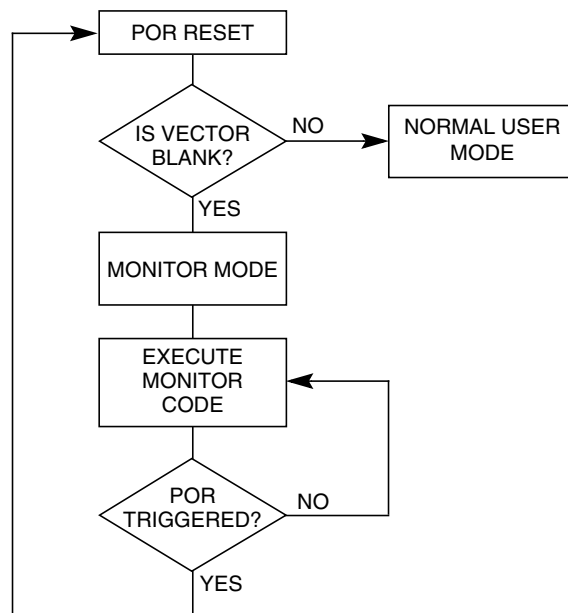 POR RESET
IS VECTOR
BLANK?
NO
NORMAL USER
MODE
YES
MONITOR MODE
EXECUTE
MONITOR
CODE
POR
TRIGGERED?
NO
YES